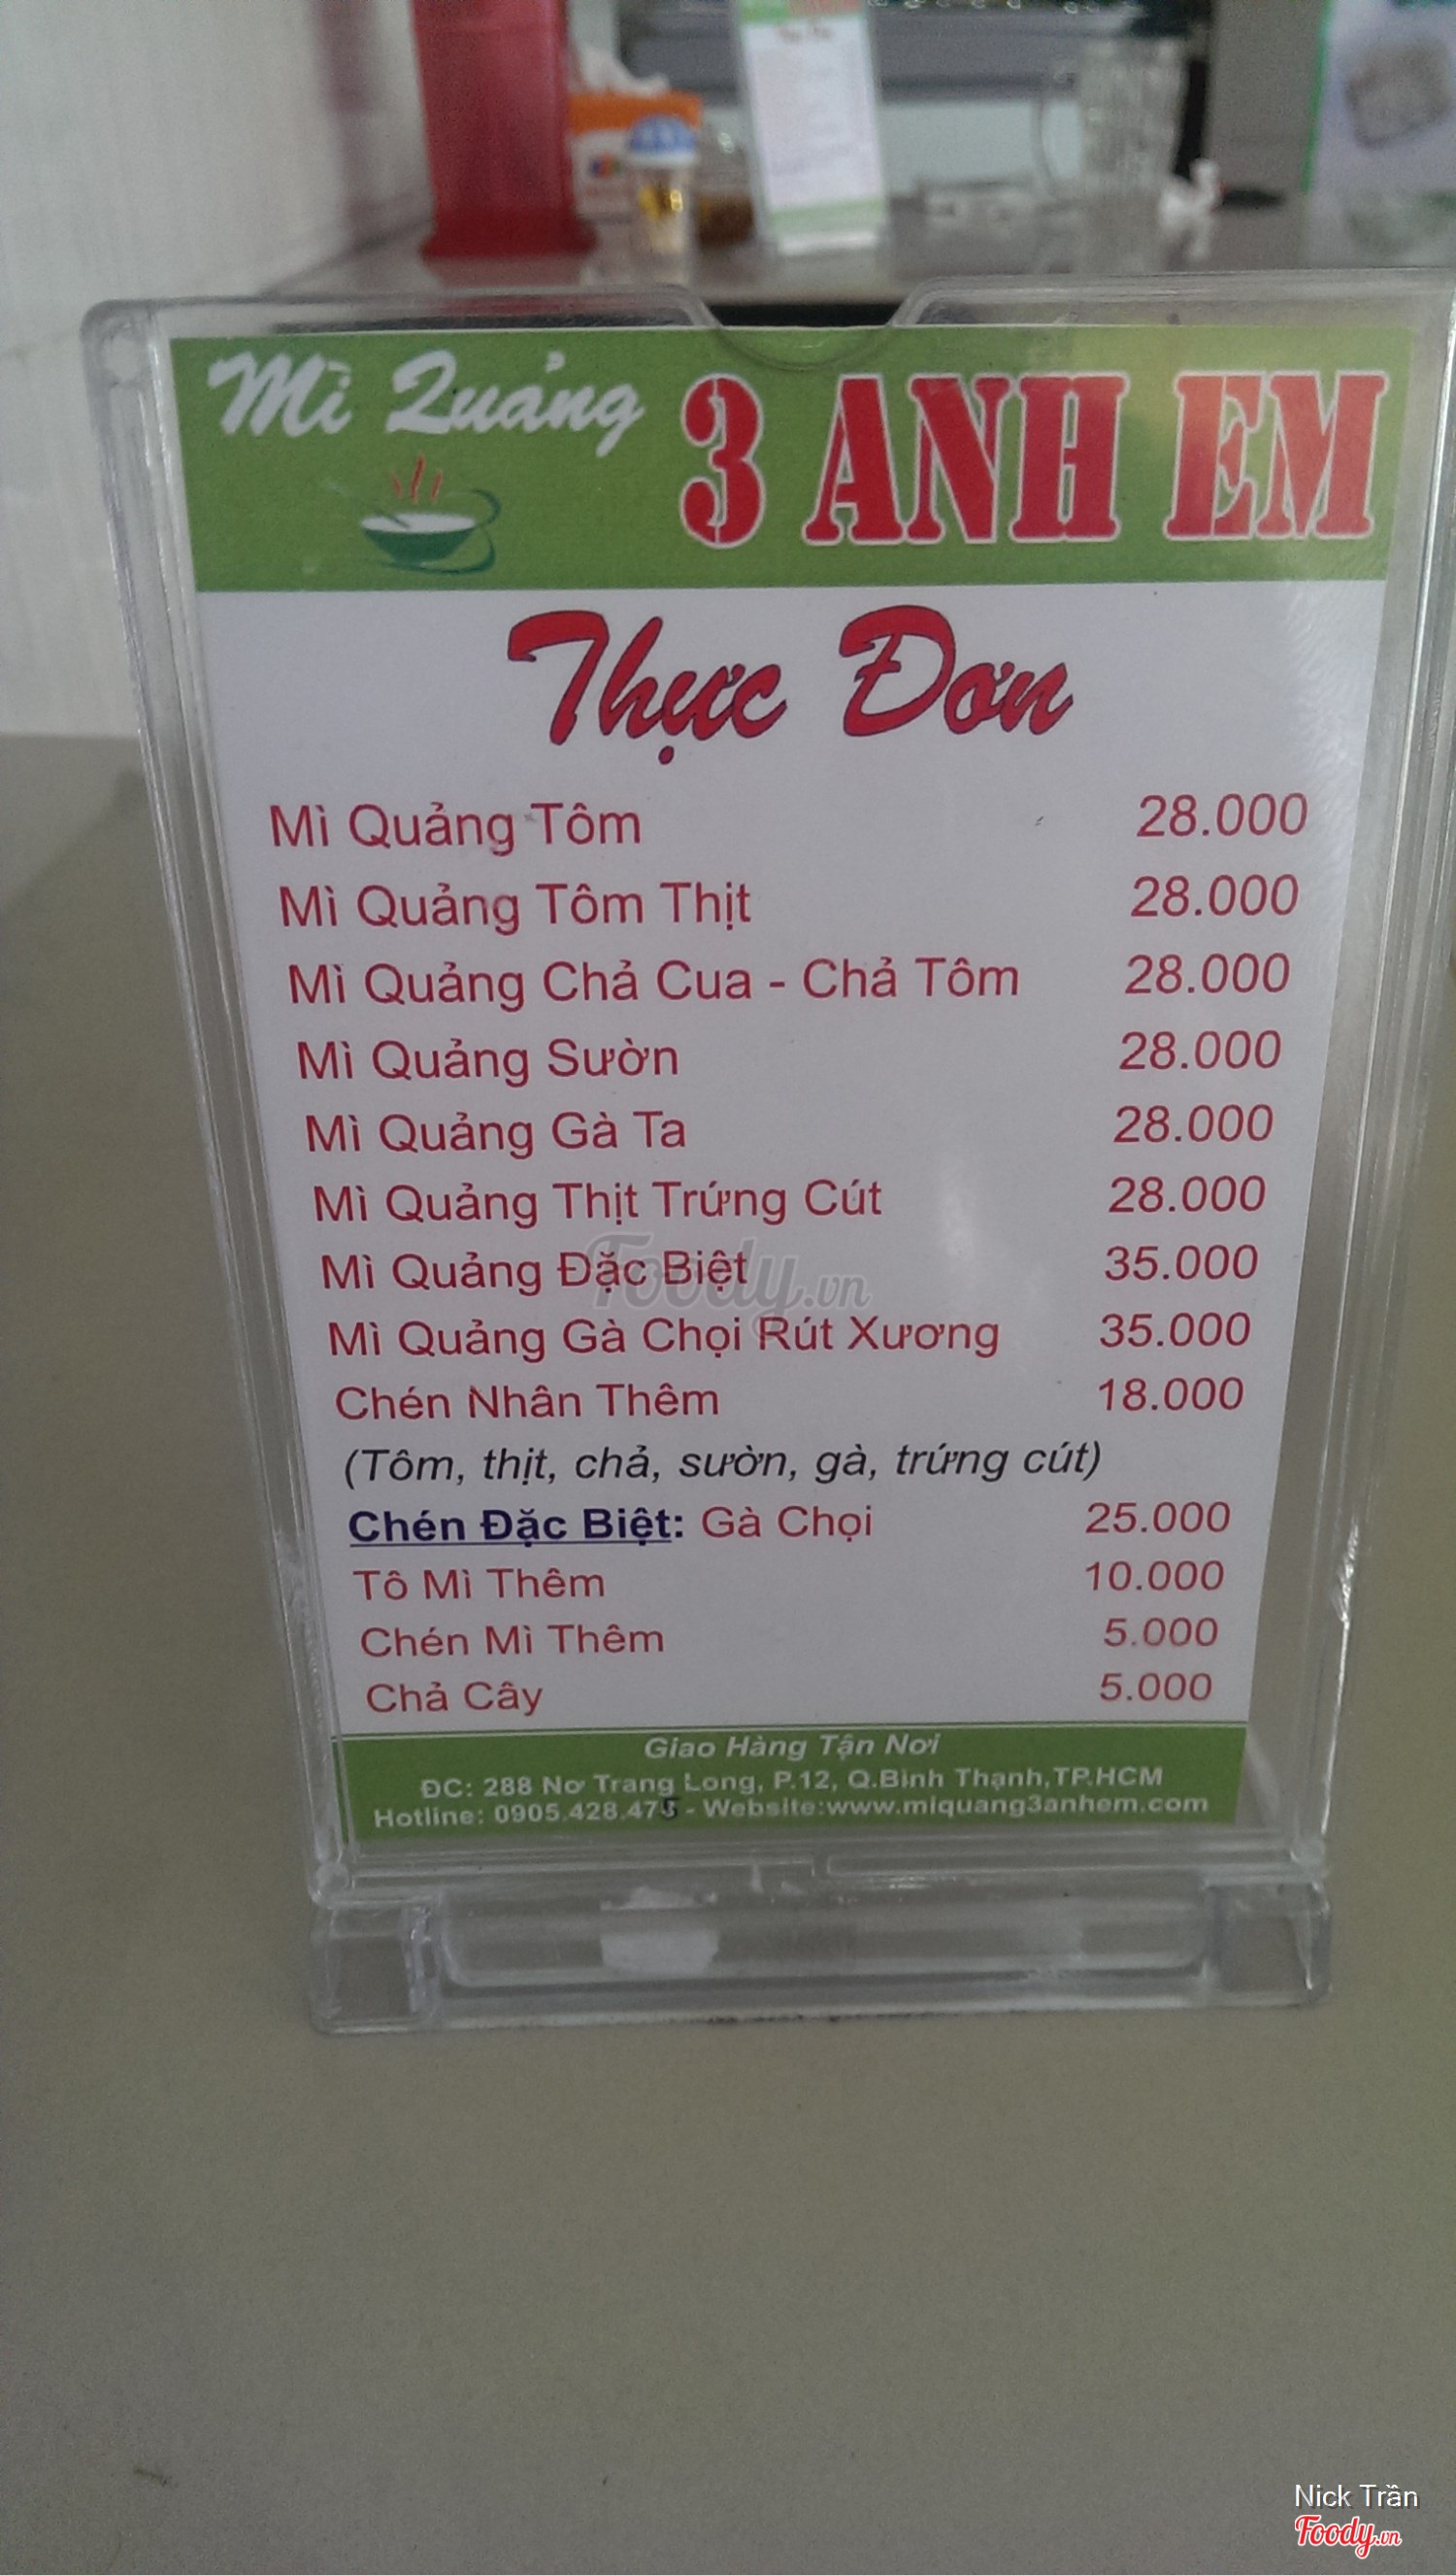 Mì Quảng
3 ANH EM
Thực Đơn
Mì Quảng Tôm 28.000
Mì Quảng Tôm Thịt 28.000
Mì Quảng Chả Cua - Chả Tôm 28.000
Mì Quảng Sườn 28.000
Mì Quảng Gà Ta 28.000
Mì Quảng Thịt Trứng Cút 28.000
Mì Quảng Đặc Biệt 35.000
Mì Quảng Gà Chọi Rút Xương 35.000
Chén Nhân Thêm 18.000
(Tôm, thịt, chả, sườn, gà, trứng cút)
Chén Đặc Biệt: Gà Chọi 25.000
Tô Mì Thêm 10.000
Chén Mì Thêm 5.000
Chả Cây 5.000
Giao Hàng Tận Nơi
ĐC: 288 Nơ Trang Long, P.12, Q.Bình Thạnh,TP.HCM
Hotline: 0905.428.475 - Website:www.miquang3anhem.com
Foody.vn
Nick Trần
Foody.vn